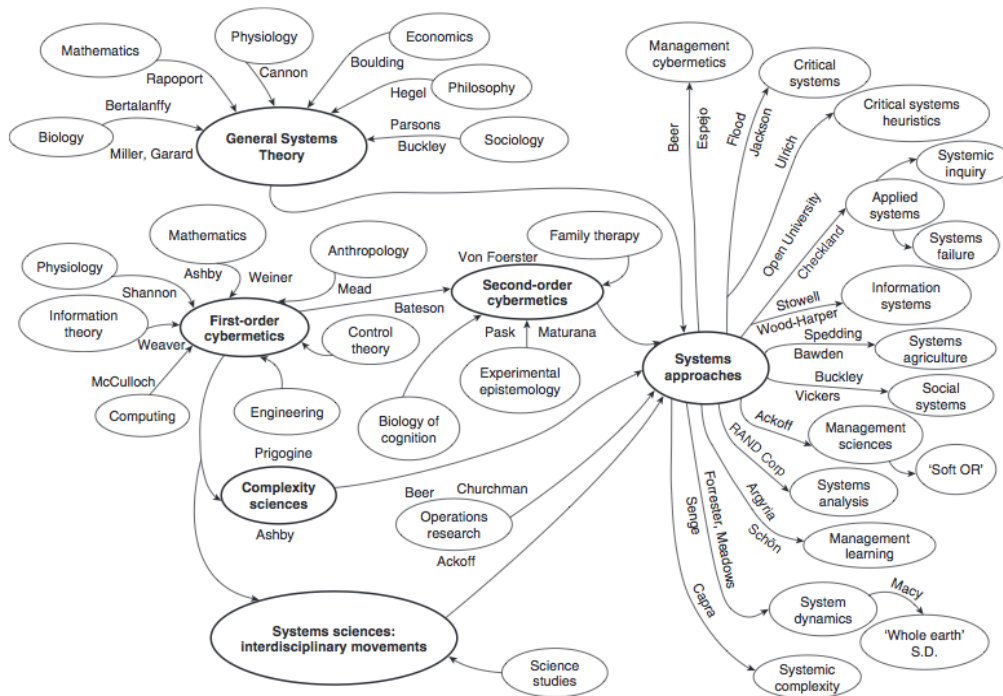 Mathematics
Physiology
Economics
Rapoport
Cannon
Boulding
Philosophy
Hegel
Bertalanffy
Biology
Miller, Garard
General Systems
Theory
Parsons
Buckley
Sociology
Management
cybernetics
Critical
systems
Critical systems
heuristics
Beer
Espejo
Flood
Jackson
Ulrich
Systemic
inquiry
Open University
Checkland
Applied
systems
Systems
failure
Mathematics
Ashby
Weiner
Anthropology
Mead
Physiology
Shannon
Information
theory
Weaver
First-order
cybernetics
McCulloch
Computing
Engineering
Control
theory
Bateson
Von Foerster
Family therapy
Second-order
cybernetics
Pask
Maturana
Experimental
epistemology
Biology of
cognition
Systems
approaches
Stowell
Wood-Harper
Information
systems
Spedding
Bawden
Systems
agriculture
Buckley
Vickers
Social
systems
Ackoff
Management
sciences
'Soft OR'
RAND Corp
Systems
analysis
Argyria
Schön
Management
learning
Forrester, Meadows
Senge
System
dynamics
Macy
'Whole earth'
S.D.
Capra
Systemic
complexity
Prigogine
Complexity
sciences
Ashby
Beer
Churchman
Operations
research
Ackoff
Systems sciences:
interdisciplinary movements
Science
studies